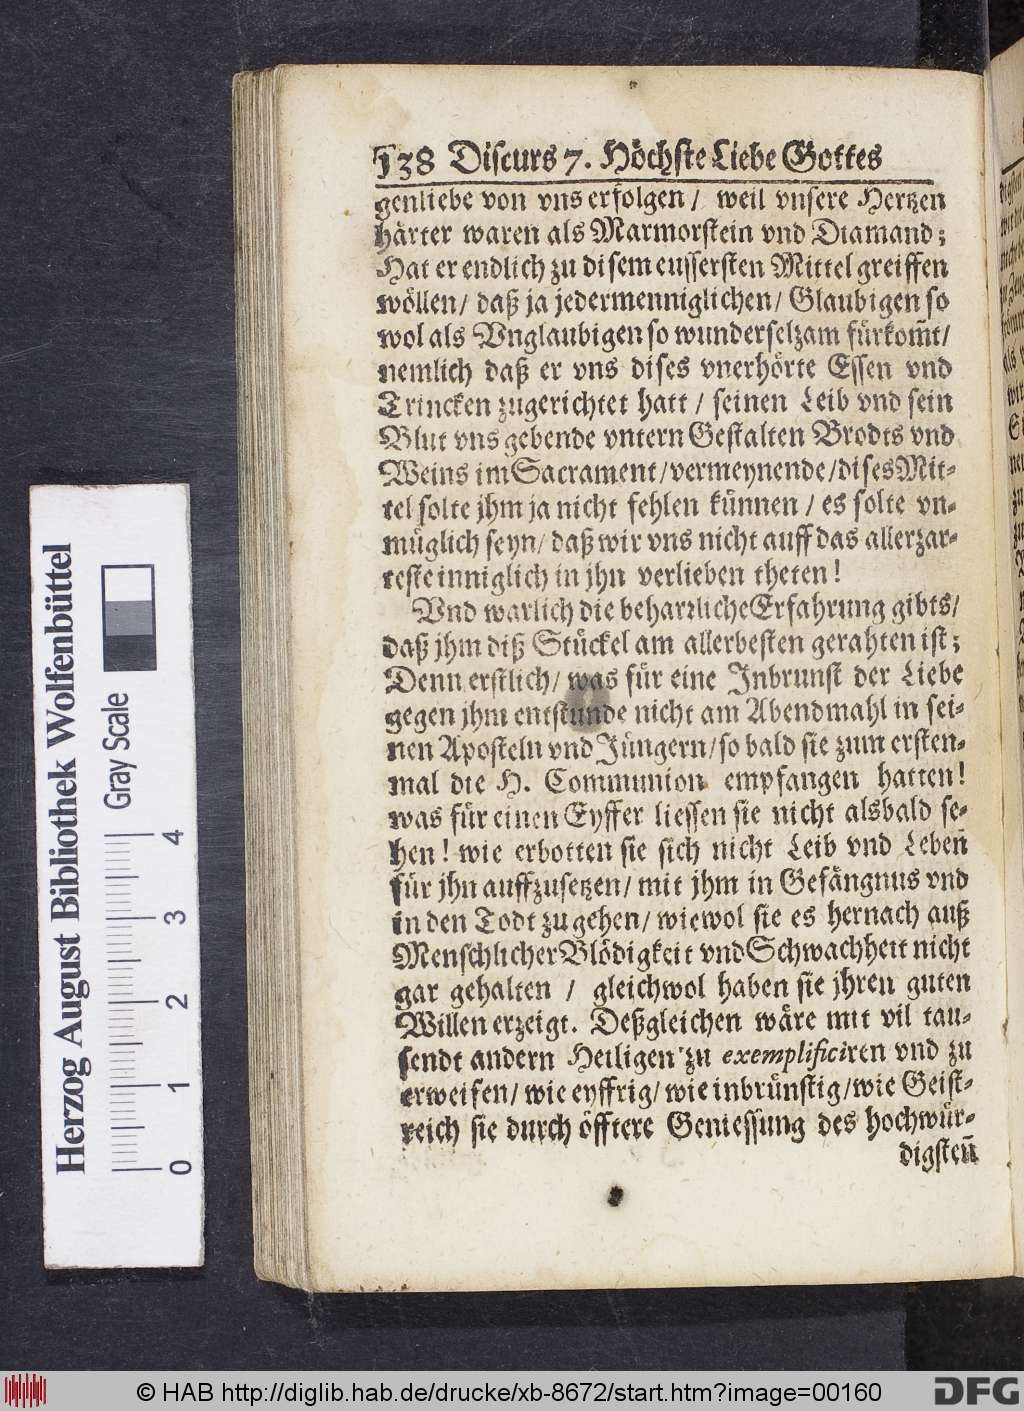 138 Discurs 7. Höchste Liebe Gottes
genliebe von vns erfolgen / weil vnsere Hertzen
härter waren als Marmorstein vnd Diamand;
Hat er endlich zu disem eussersten Mittel greiffen
wöllen / daß ja jedermenniglichen / Glaubigen so
wol als Vnglaubigen so wunderselzam fürkom̃t /
nemlich daß er vns dises vnerhörte Essen vnd
Trincken zugerichtet hatt / seinen Leib vnd sein
Blut vns gebende vntern Gestalten Brodts vnd
Weins im Sacrament / vermeynende / dises Mit-
tel solte jhm ja nicht fehlen künnen / es solte vn-
müglich seyn / daß wir vns nicht auff das allerzar-
teste inniglich in jhn verlieben theten!
Vnd warlich die beharzliche Erfahrung gibts /
daß jhm diß Stückel am allerbesten gerahten ist;
Denn erstlich / was für eine Inbrunst der Liebe
gegen jhm entstunde nicht am Abendmahl in sei-
nen Aposteln vnd Jüngern / so bald sie zum ersten-
mal die H. Communion empfangen hatten!
was für einen Eyffer liessen sie nicht alsbald se-
hen! wie erbotten sie sich nicht Leib vnd Leben̄
für jhn auffzusetzen / mit jhm in Gefängnus vnd
in den Todt zu gehen / wiewol sie es hernach auß
Menschlicher Blödigkeit vnd Schwachheit nicht
gar gehalten / gleichwol haben sie jhren guten
Willen erzeigt. Deßgleichen wäre mit vil tau-
sendt andern Heiligen zu exemplificiren vnd zu
erweisen / wie eyffrig / wie inbrünstig / wie Geist-
reich sie durch öfftere Geniessung des hochwür-
digsten̄
Herzog August Bibliothek Wolfenbüttel
Gray Scale
0 1 2 3 4
© HAB http://diglib.hab.de/drucke/xb-8672/start.htm?image=00160
DFG